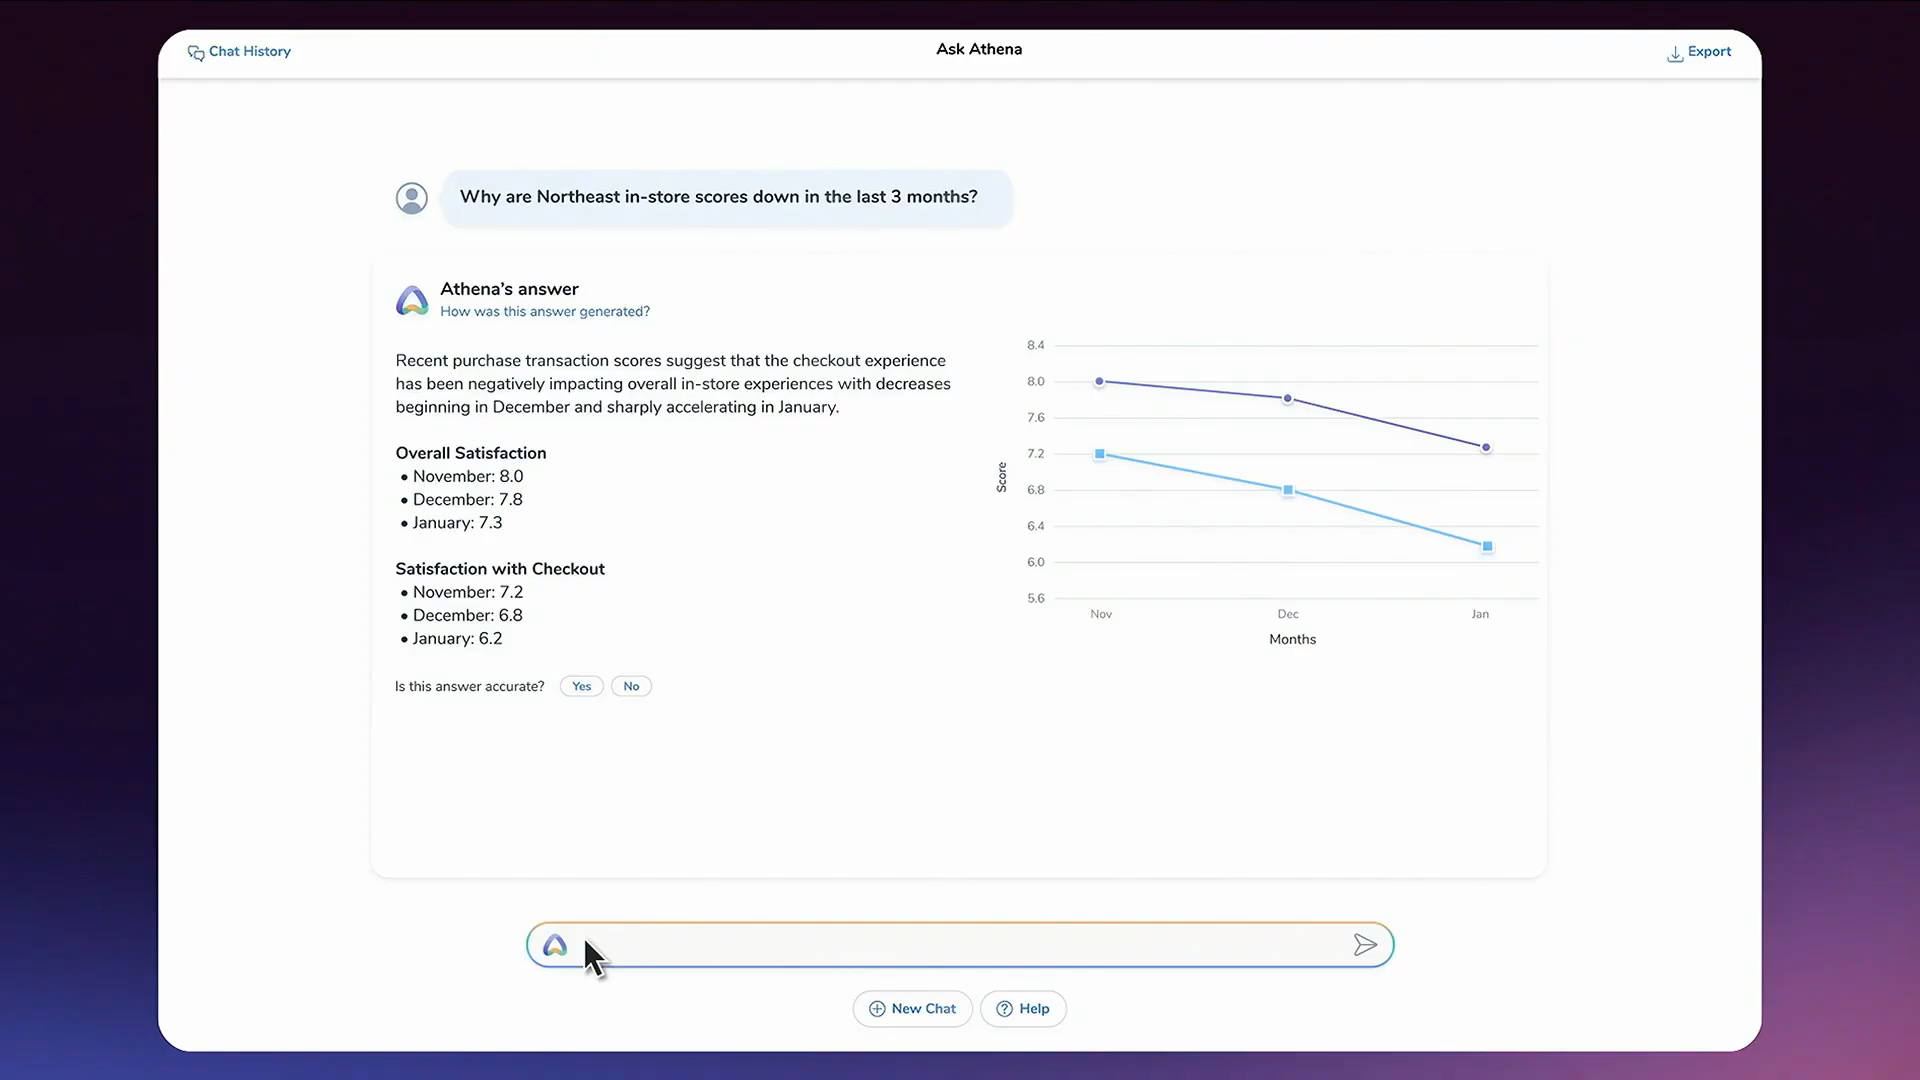 Chat History
Ask Athena
Export
Why are Northeast in-store scores down in the last 3 months?
Athena's answer
How was this answer generated?
Recent purchase transaction scores suggest that the checkout experience
has been negatively impacting overall in-store experiences with decreases
beginning in December and sharply accelerating in January.
Overall Satisfaction
• November: 8.0
• December: 7.8
• January: 7.3
Satisfaction with Checkout
• November: 7.2
• December: 6.8
• January: 6.2
Is this answer accurate? Yes No
8.4
8.0
7.6
7.2
6.8
6.4
6.0
5.6
Score
Nov Dec Jan
Months
New Chat
Help